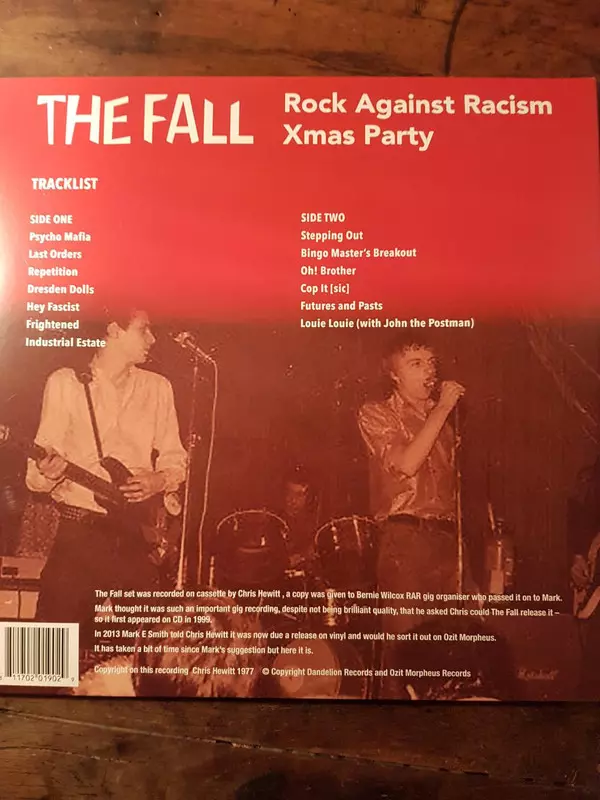 THE FALL
Rock Against Racism
Xmas Party
TRACKLIST
SIDE ONE
Psycho Mafia
Last Orders
Repetition
Dresden Dolls
Hey Fascist
Frightened
Industrial Estate
SIDE TWO
Stepping Out
Bingo Master's Breakout
Oh! Brother
Cop It [sic]
Futures and Pasts
Louie Louie (with John the Postman)
The Fall set was recorded on cassette by Chris Hewitt , a copy was given to Bernie Wilcox RAR gig organiser who passed it on to Mark.
Mark thought it was such an important gig recording, despite not being brilliant quality, that he asked Chris could The Fall release it –
so it first appeared on CD in 1999.
In 2013 Mark E Smith told Chris Hewitt it was now due a release on vinyl and would he sort it out on Ozit Morpheus.
It has taken a bit of time since Mark's suggestion but here it is.
Copyright on this recording Chris Hewitt 1977 © Copyright Dandelion Records and Ozit Morpheus Records
11702 01902
Marshall